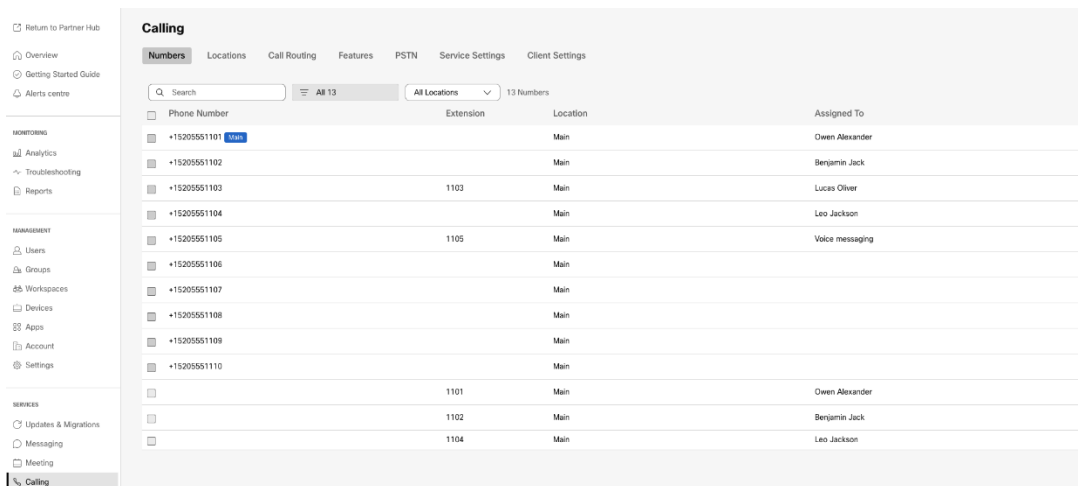 Return to Partner Hub
Overview
Getting Started Guide
Alerts centre
MONITORING
Analytics
Troubleshooting
Reports
MANAGEMENT
Users
Groups
Workspaces
Devices
Apps
Account
Settings
SERVICES
Updates & Migrations
Messaging
Meeting
Calling
Calling
Numbers Locations Call Routing Features PSTN Service Settings Client Settings
Search All 13 All Locations 13 Numbers
Phone Number Extension Location Assigned To
+15205551101 Main Main Owen Alexander
+15205551102 Main Benjamin Jack
+15205551103 1103 Main Lucas Oliver
+15205551104 Main Leo Jackson
+15205551105 1105 Main Voice messaging
+15205551106 Main
+15205551107 Main
+15205551108 Main
+15205551109 Main
+15205551110 Main
1101 Main Owen Alexander
1102 Main Benjamin Jack
1104 Main Leo Jackson